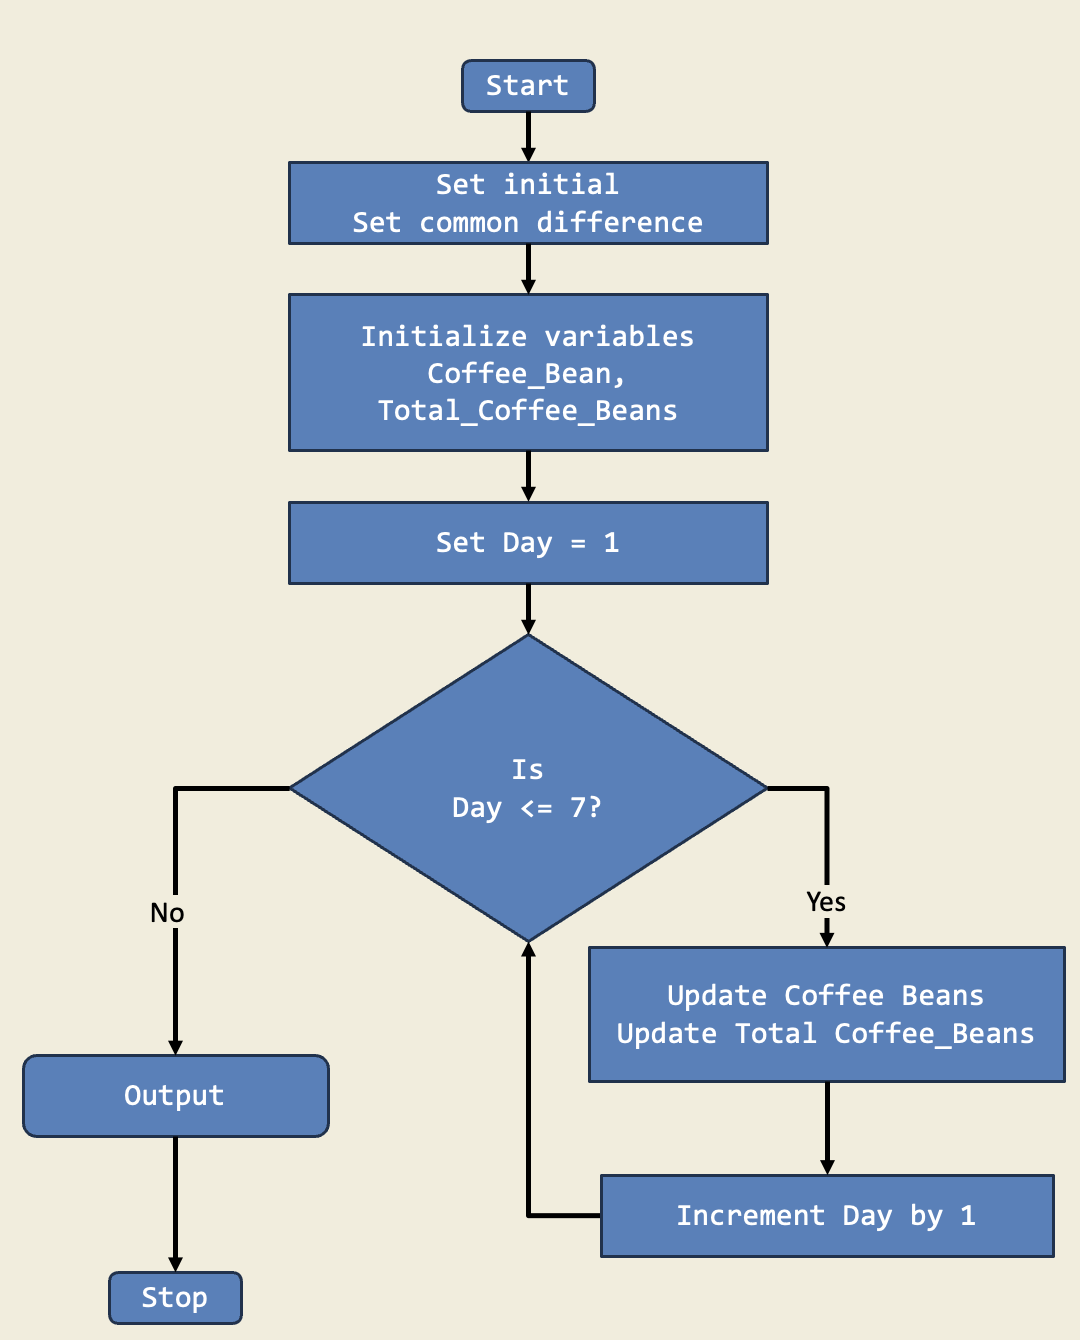 Start
Set initial
Set common difference
Initialize variables
Coffee_Bean,
Total_Coffee_Beans
Set Day = 1
Is
Day <= 7?
No
Yes
Update Coffee Beans
Update Total Coffee_Beans
Output
Increment Day by 1
Stop